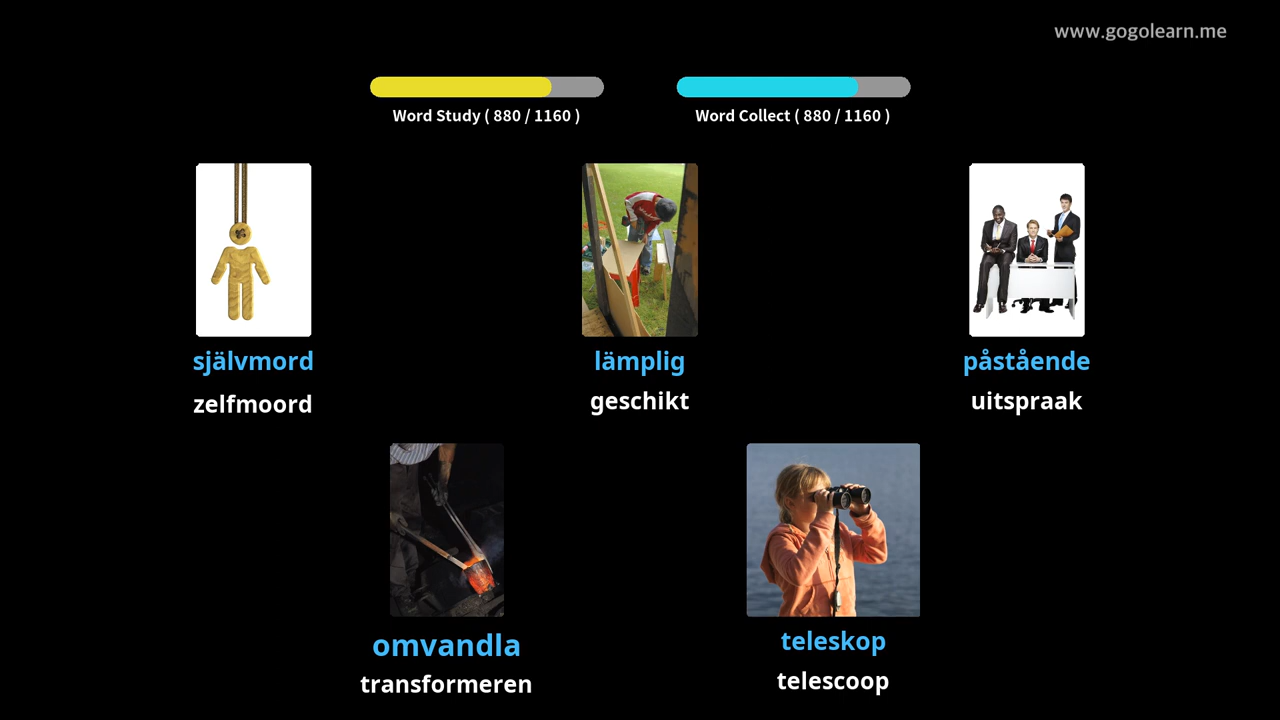 www.gogolearn.me
Word Study ( 880 / 1160 )
Word Collect ( 880 / 1160 )
självmord
lämplig
påstående
zelfmoord
geschikt
uitspraak
omvandla
teleskop
transformeren
telescoop